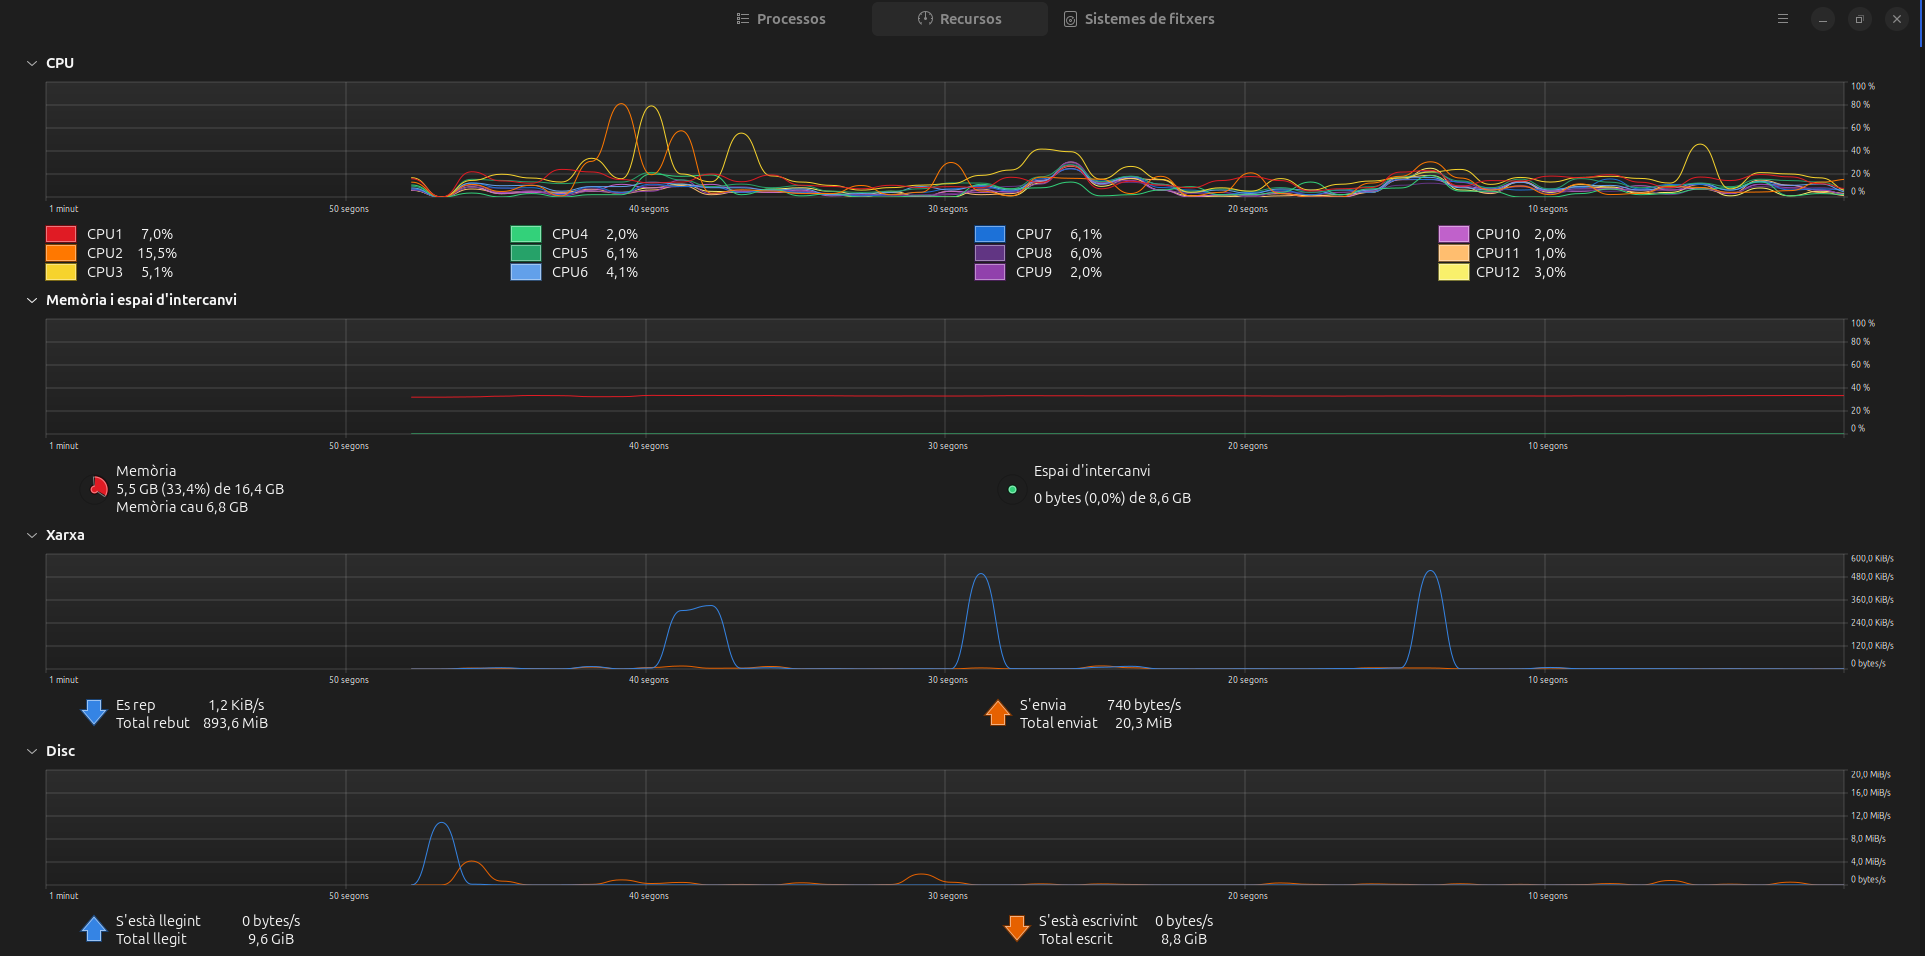 Processos Recursos Sistemes de fitxers
CPU
100 %
80 %
60 %
40 %
20 %
0 %
1 minut 50 segons 40 segons 30 segons 20 segons 10 segons
CPU1 7,0% CPU4 2,0% CPU7 6,1% CPU10 2,0%
CPU2 15,5% CPU5 6,1% CPU8 6,0% CPU11 1,0%
CPU3 5,1% CPU6 4,1% CPU9 2,0% CPU12 3,0%
Memòria i espai d'intercanvi
100 %
80 %
60 %
40 %
20 %
0 %
1 minut 50 segons 40 segons 30 segons 20 segons 10 segons
Memòria
5,5 GB (33,4%) de 16,4 GB
Memòria cau 6,8 GB
Espai d'intercanvi
0 bytes (0,0%) de 8,6 GB
Xarxa
600,0 KiB/s
480,0 KiB/s
360,0 KiB/s
240,0 KiB/s
120,0 KiB/s
0 bytes/s
1 minut 50 segons 40 segons 30 segons 20 segons 10 segons
Es rep 1,2 KiB/s
Total rebut 893,6 MiB
S'envia 740 bytes/s
Total enviat 20,3 MiB
Disc
20,0 MiB/s
16,0 MiB/s
12,0 MiB/s
8,0 MiB/s
4,0 MiB/s
0 bytes/s
1 minut 50 segons 40 segons 30 segons 20 segons 10 segons
S'està llegint 0 bytes/s
Total llegit 9,6 GiB
S'està escrivint 0 bytes/s
Total escrit 8,8 GiB